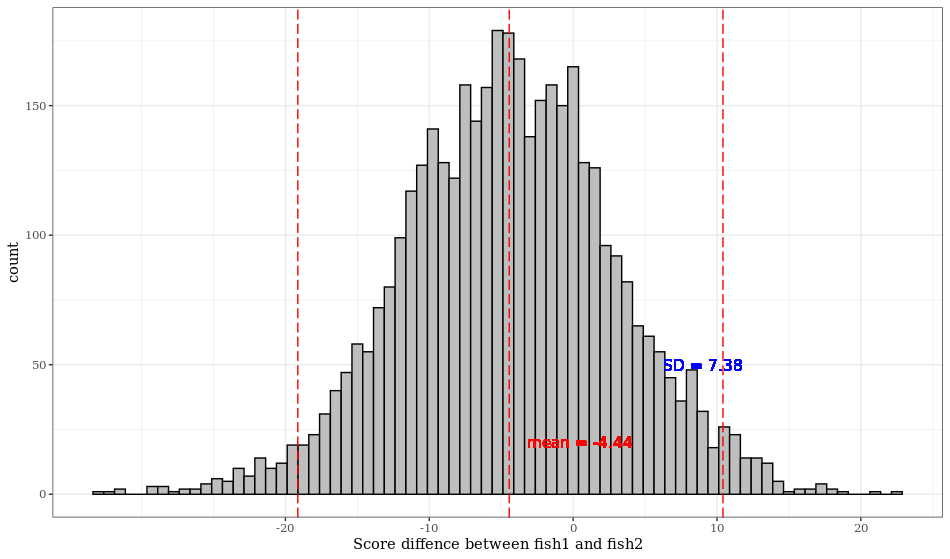 150
100
50
0
count
SD = 7.38
mean = -4.44
-20
-10
0
10
20
Score diffence between fish1 and fish2